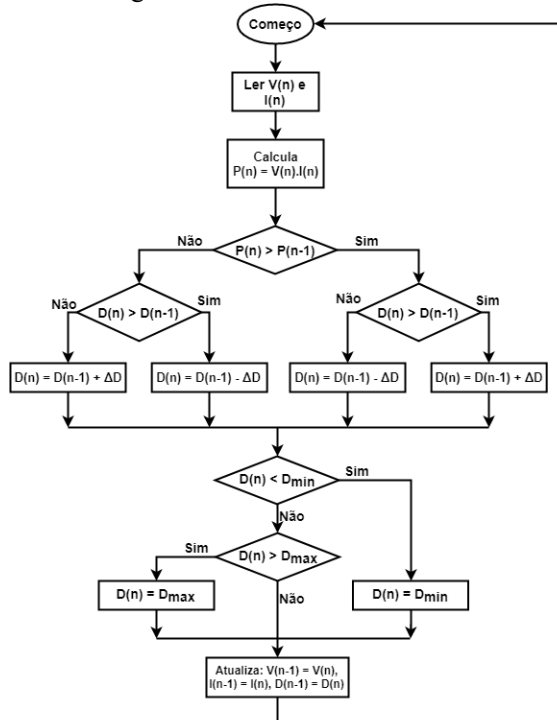 Começo
Ler V(n) e
I(n)
Calcula
P(n) = V(n).I(n)
Não
P(n) > P(n-1)
Sim
Não
D(n) > D(n-1)
Sim
Não
D(n) > D(n-1)
Sim
D(n) = D(n-1) + ΔD
D(n) = D(n-1) - ΔD
D(n) = D(n-1) - ΔD
D(n) = D(n-1) + ΔD
D(n) < Dmin
Sim
Não
Sim
D(n) > Dmax
D(n) = Dmax
Não
D(n) = Dmin
Atualiza: V(n-1) = V(n),
I(n-1) = I(n), D(n-1) = D(n)